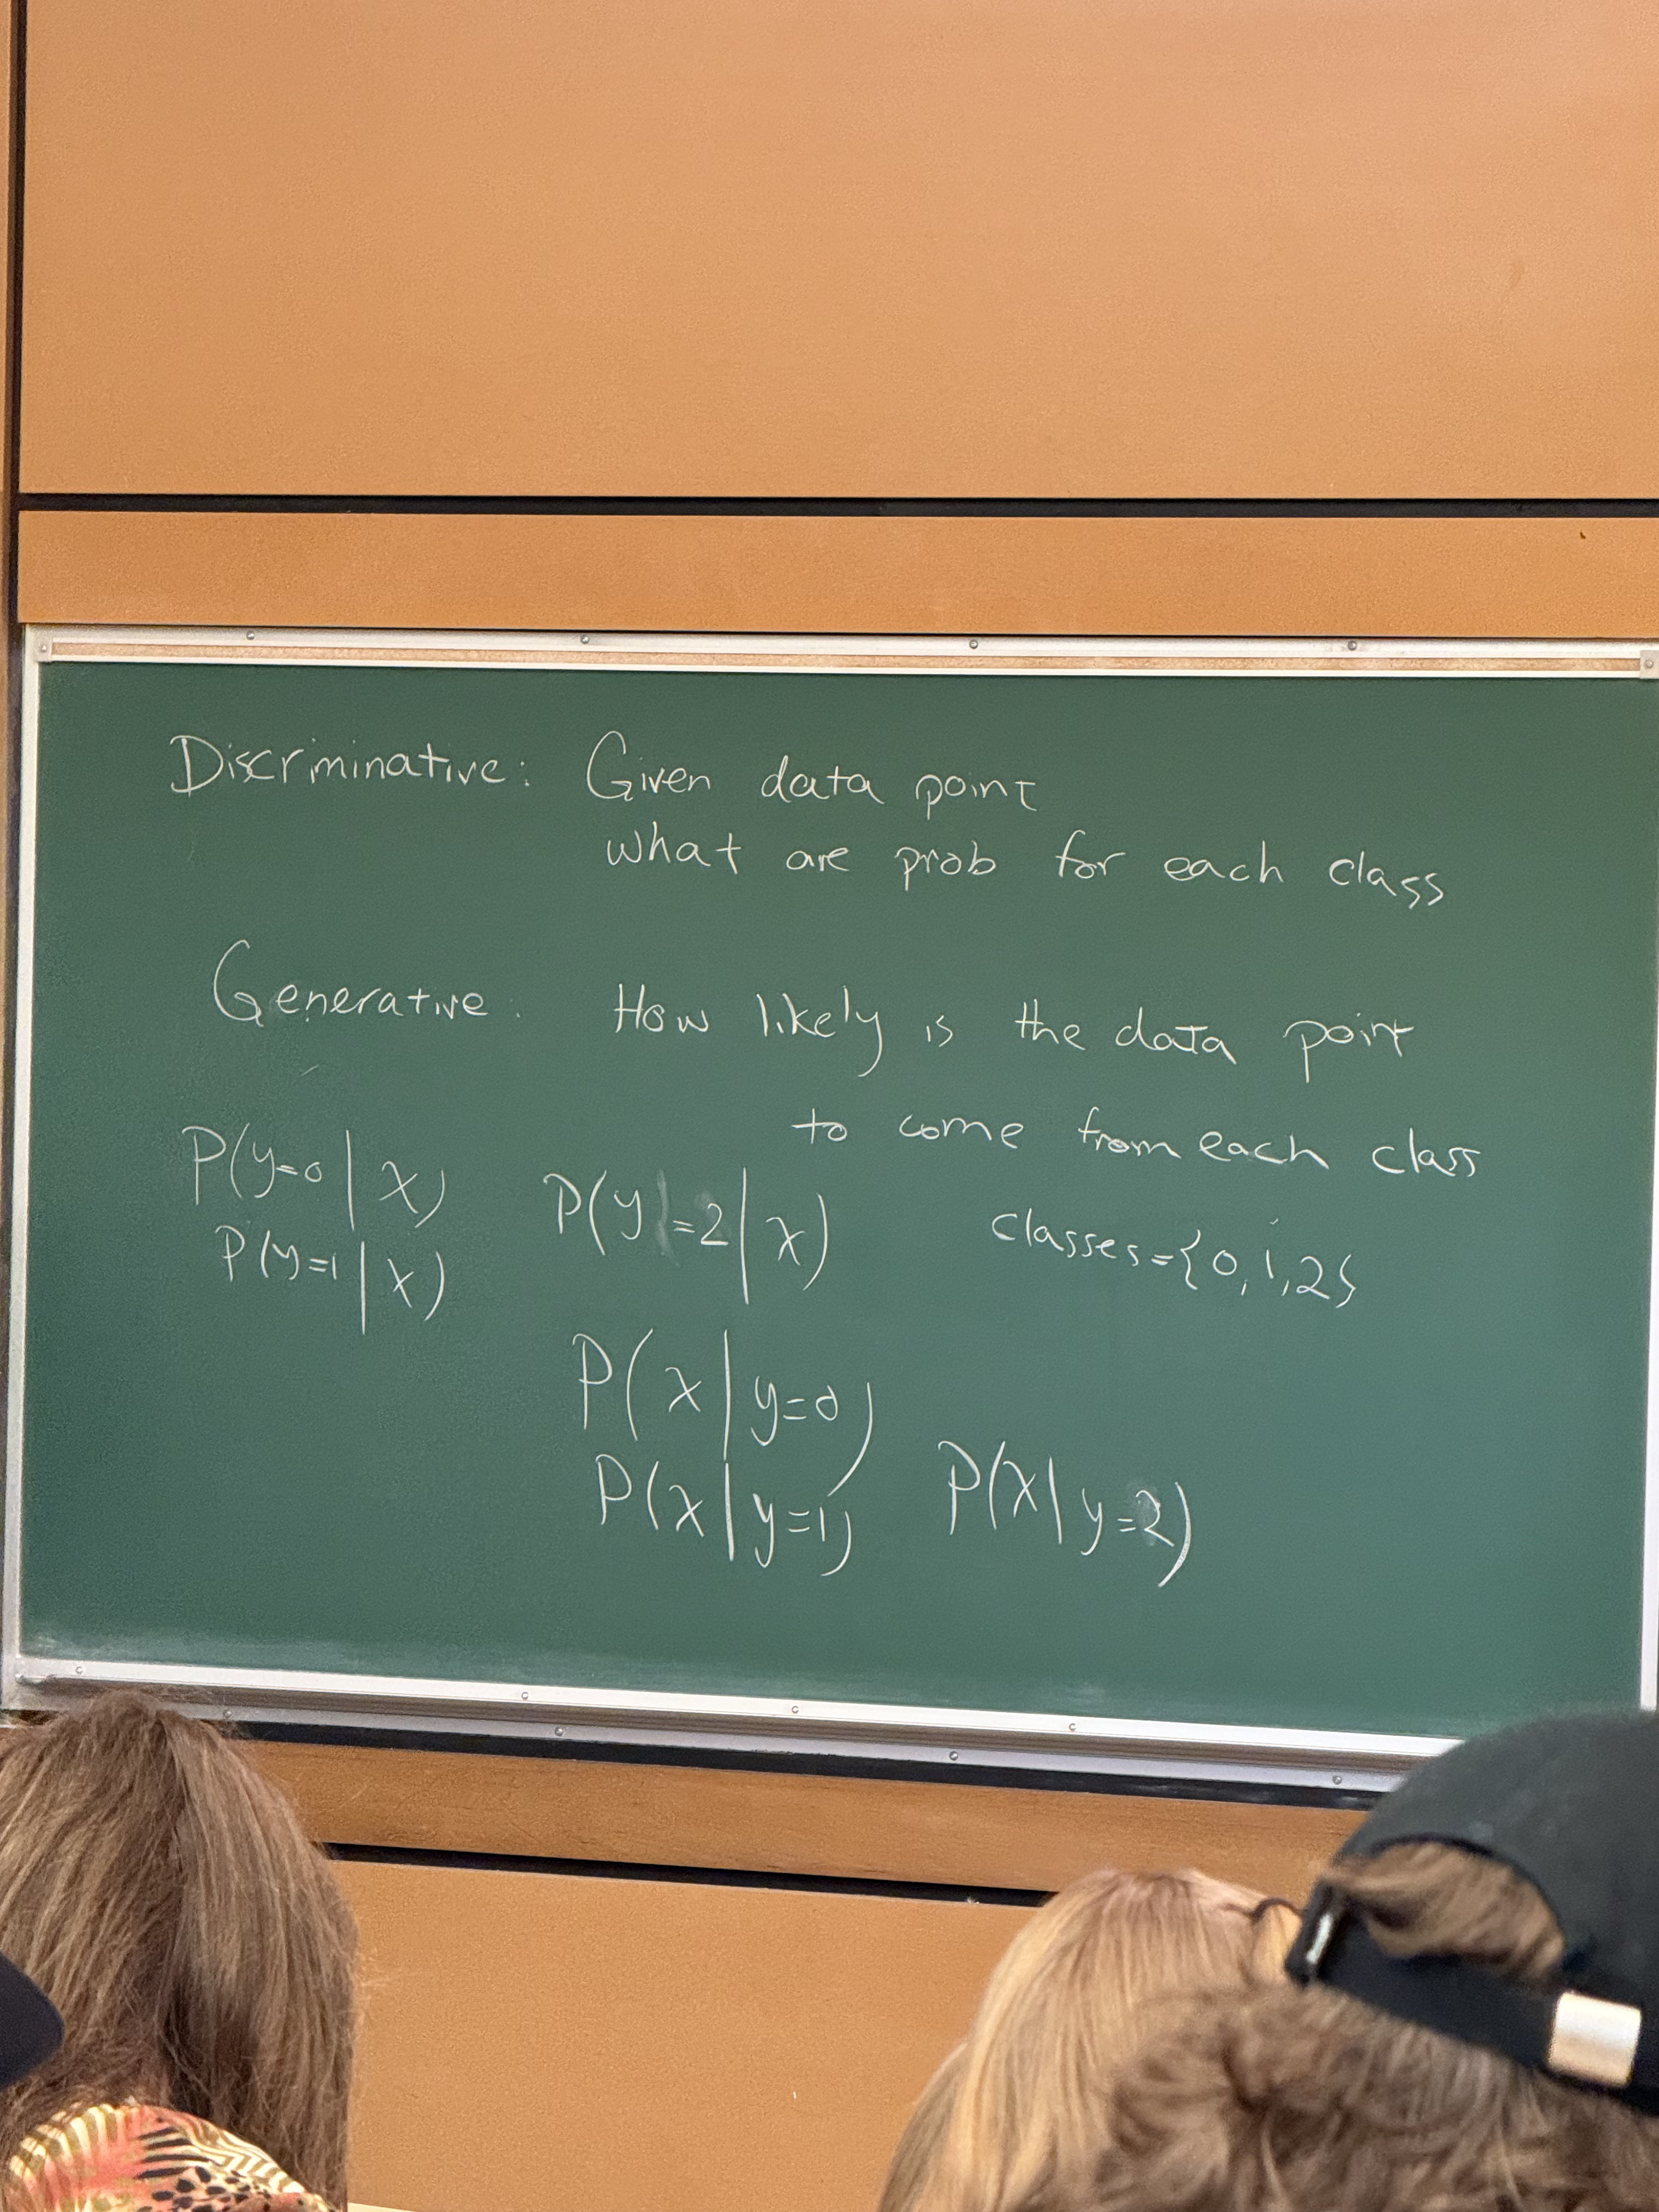 Discriminative: Given data point
what are prob for each class
Generative: How likely is the data point
to come from each class
P(y=0|x)
P(y=1|x)
P(y=2|x)
classes={0,1,2}
P(x|y=0)
P(x|y=1)
P(x|y=2)